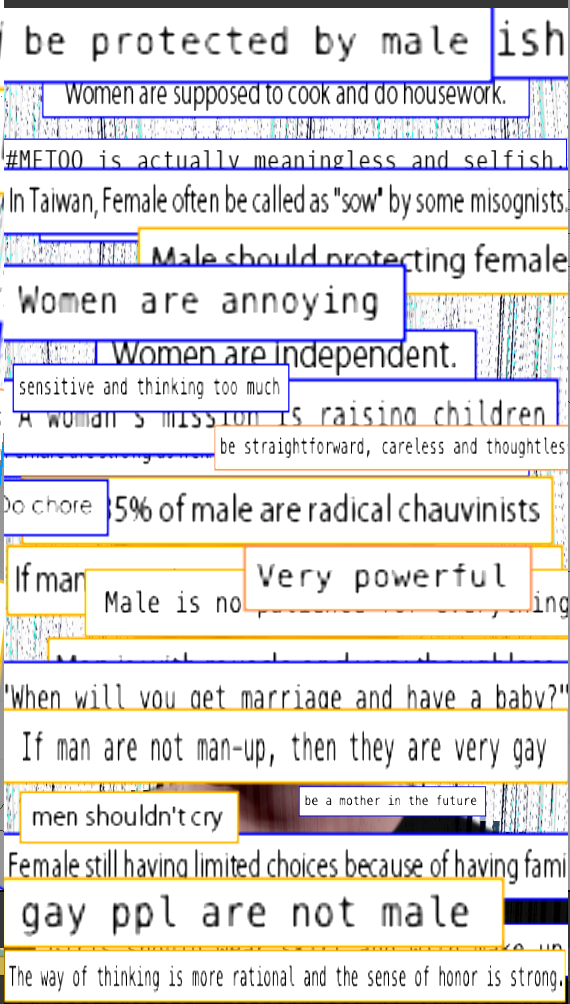 be protected by male
ish
Women are supposed to cook and do housework.
#METOO is actually meaningless and selfish.
In Taiwan, Female often be called as "sow" by some misognists.
Male should protecting female
Women are annoying
Women are independent.
sensitive and thinking too much
A woman's mission is raising children
be straightforward, careless and thoughtles
Do chore
35% of male are radical chauvinists
If man
Very powerful
Male is no patience for everything
"When will you get marriage and have a baby?"
If man are not man-up, then they are very gay
be a mother in the future
men shouldn't cry
Female still having limited choices because of having fami
gay ppl are not male
make up
The way of thinking is more rational and the sense of honor is strong.